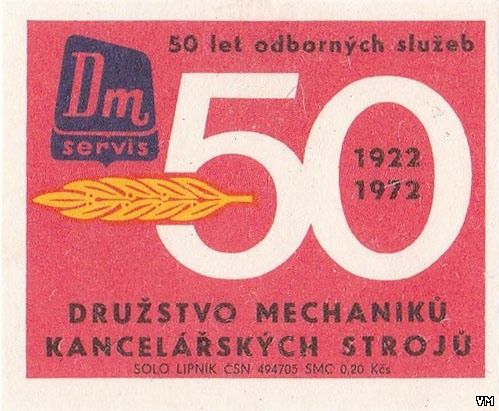 50 let odborných služeb
Dm
servis
50
1922
1972
DRUŽSTVO MECHANIKŮ
KANCELÁŘSKÝCH STROJŮ
SOLO LIPNÍK ČSN 494705 SMC 0,20 Kčs
VM